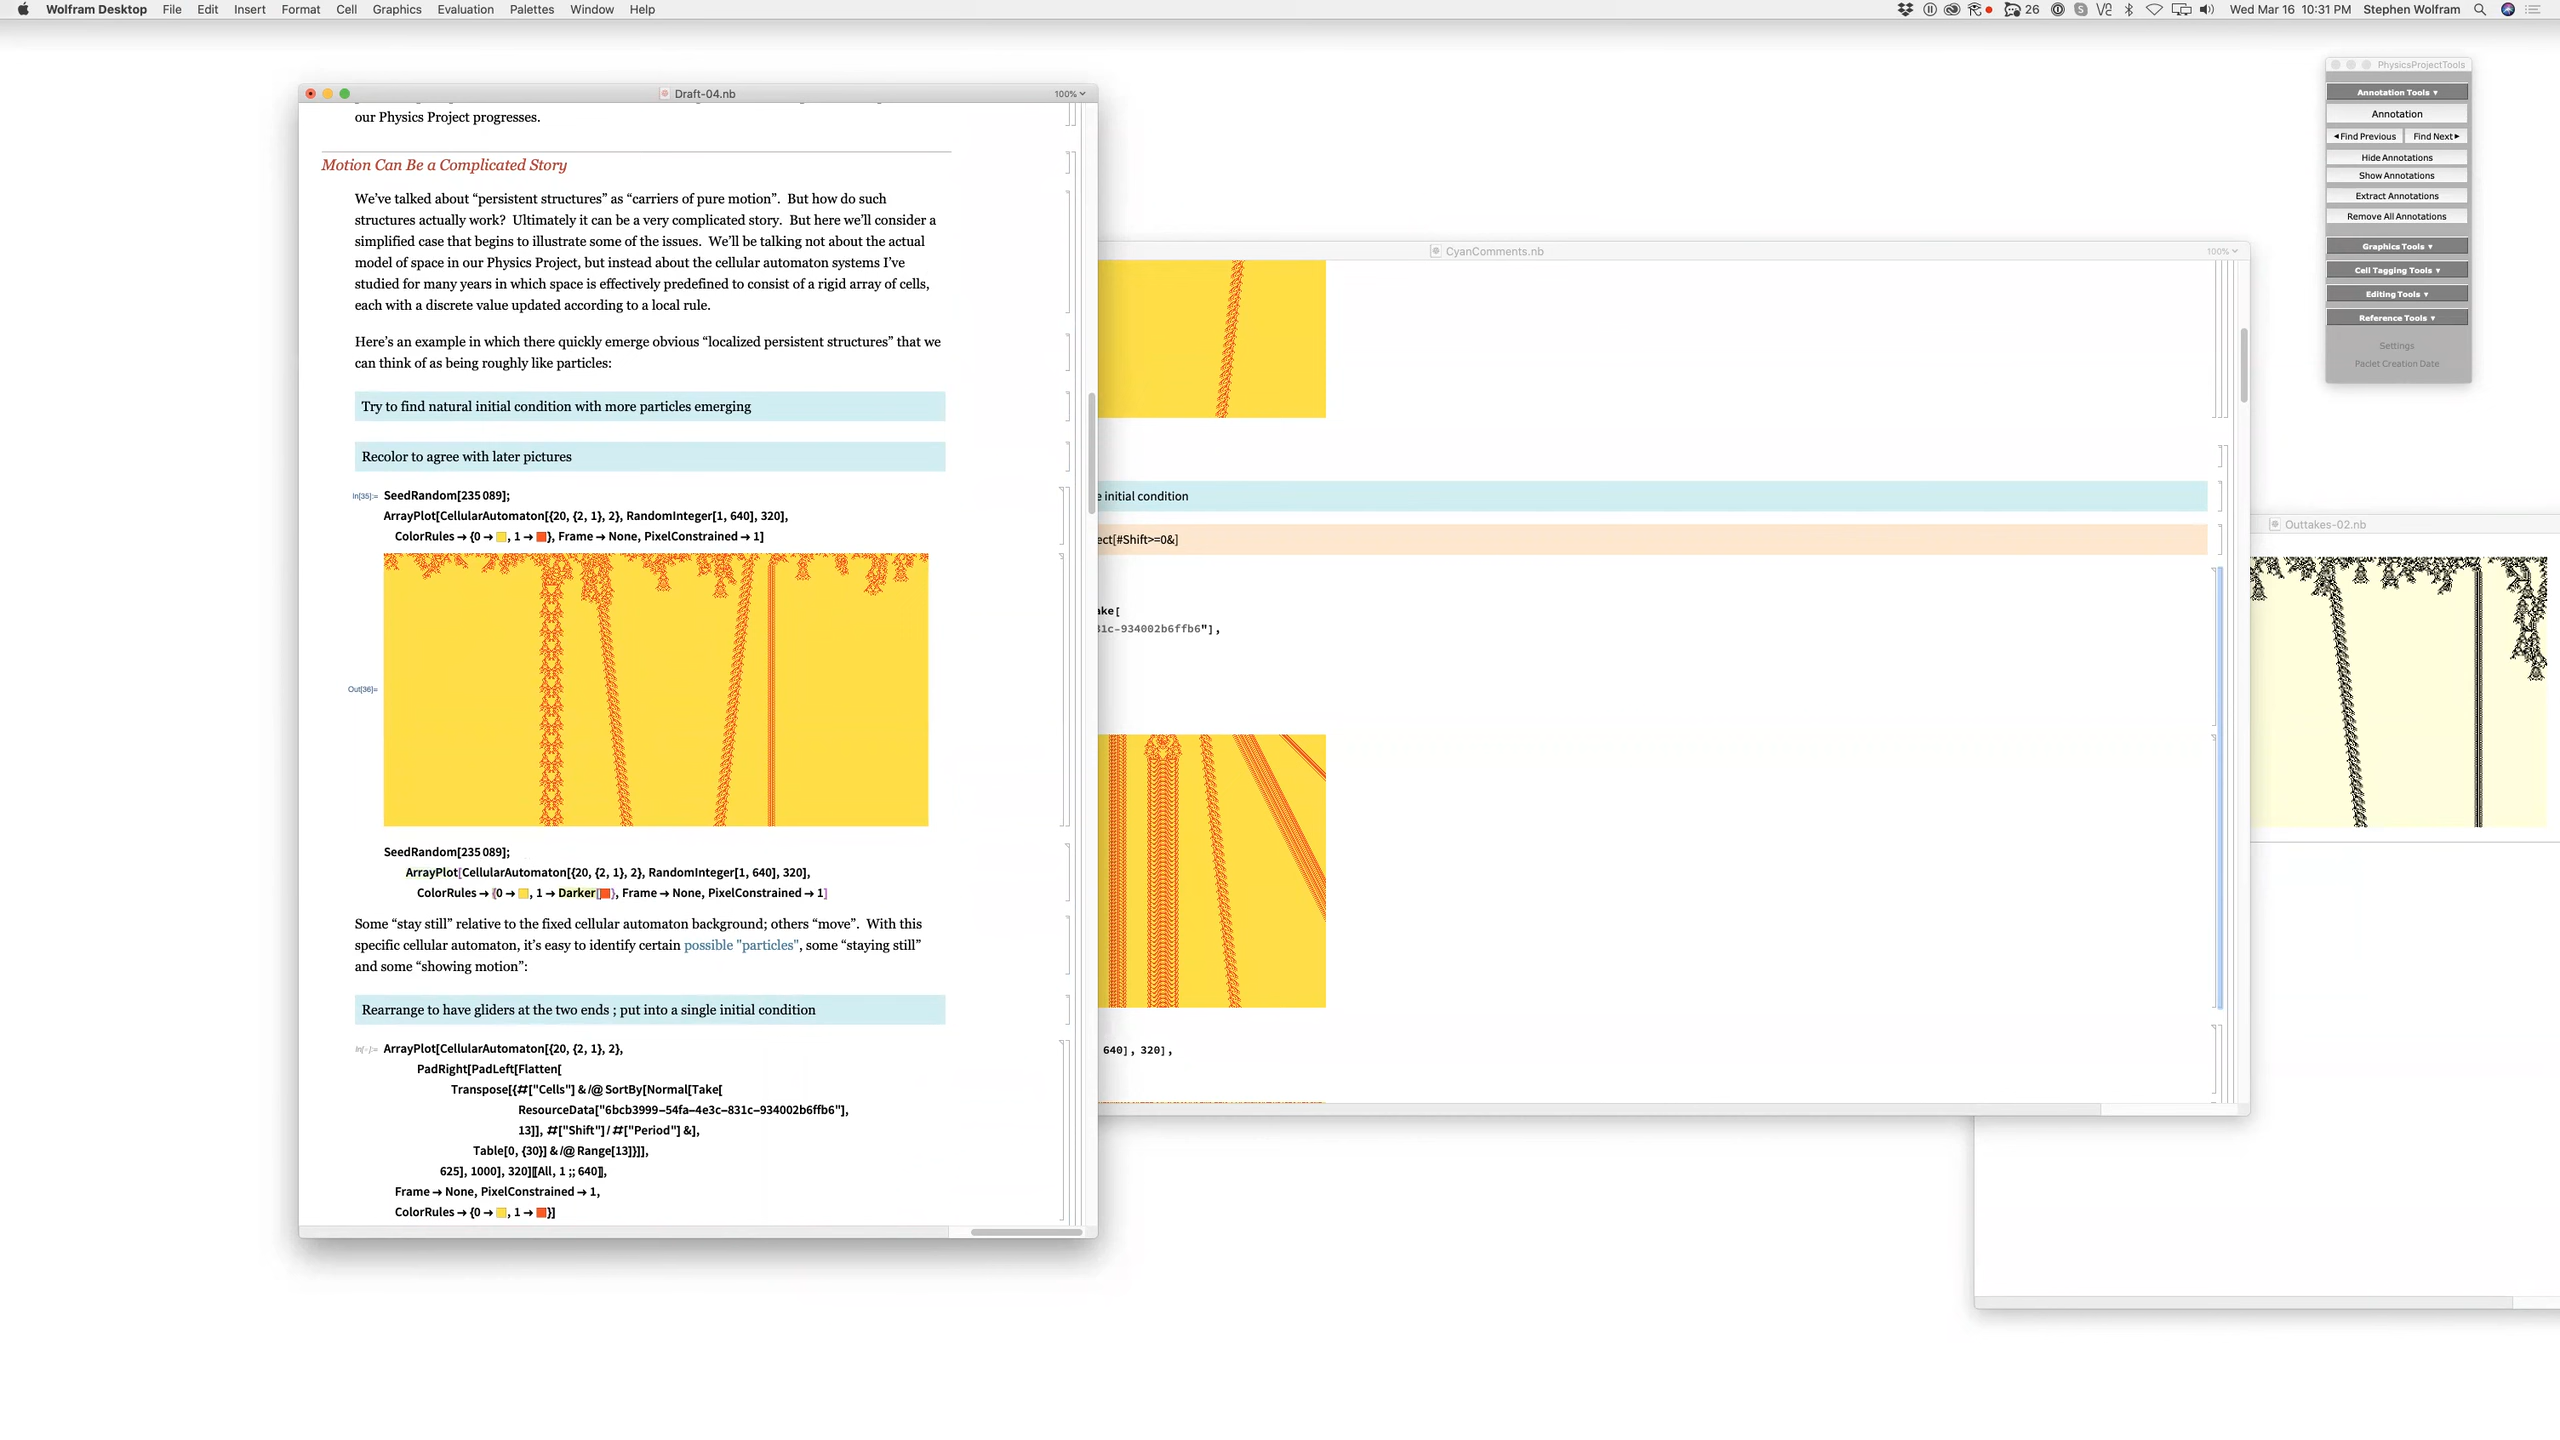 Wolfram Desktop File Edit Insert Format Cell Graphics Evaluation Palettes Window Help
26 Wed Mar 16 10:31 PM Stephen Wolfram
Draft-04.nb 100%
our Physics Project progresses.
Motion Can Be a Complicated Story
We've talked about “persistent structures” as “carriers of pure motion”. But how do such
structures actually work? Ultimately it can be a very complicated story. But here we'll consider a
simplified case that begins to illustrate some of the issues. We'll be talking not about the actual
model of space in our Physics Project, but instead about the cellular automaton systems I've
studied for many years in which space is effectively predefined to consist of a rigid array of cells,
each with a discrete value updated according to a local rule.
Here's an example in which there quickly emerge obvious “localized persistent structures” that we
can think of as being roughly like particles:
Try to find natural initial condition with more particles emerging
Recolor to agree with later pictures
In[35]:= SeedRandom[235 089];
ArrayPlot[CellularAutomaton[{20, {2, 1}, 2}, RandomInteger[1, 640], 320],
ColorRules → {0 → , 1 → }, Frame → None, PixelConstrained → 1]
Out[36]=
SeedRandom[235 089];
ArrayPlot[CellularAutomaton[{20, {2, 1}, 2}, RandomInteger[1, 640], 320],
ColorRules → {0 → , 1 → Darker[ }, Frame → None, PixelConstrained → 1]
Some “stay still” relative to the fixed cellular automaton background; others “move”. With this
specific cellular automaton, it's easy to identify certain possible "particles", some “staying still”
and some “showing motion”:
Rearrange to have gliders at the two ends ; put into a single initial condition
In[-]:= ArrayPlot[CellularAutomaton[{20, {2, 1}, 2},
PadRight[PadLeft[Flatten[
Transpose[{#["Cells"] & /@ SortBy[Normal[Take[
ResourceData["6bcb3999-54fa-4e3c-831c-934002b6ffb6"],
13]], #["Shift"] / #["Period"] &],
Table[0, {30}] & /@ Range[13]}]],
625], 1000], 320][[All, 1 ;; 640]],
Frame → None, PixelConstrained → 1,
ColorRules → {0 → , 1 → }]
CyanComments.nb 100%
e initial condition
ect[#Shift>=0&]
ake[
31c-934002b6ffb6"],
640], 320],
PhysicsProjectTools
Annotation Tools
Annotation
Find Previous Find Next
Hide Annotations
Show Annotations
Extract Annotations
Remove All Annotations
Graphics Tools
Cell Tagging Tools
Editing Tools
Reference Tools
Settings
Paclet Creation Date
Outtakes-02.nb